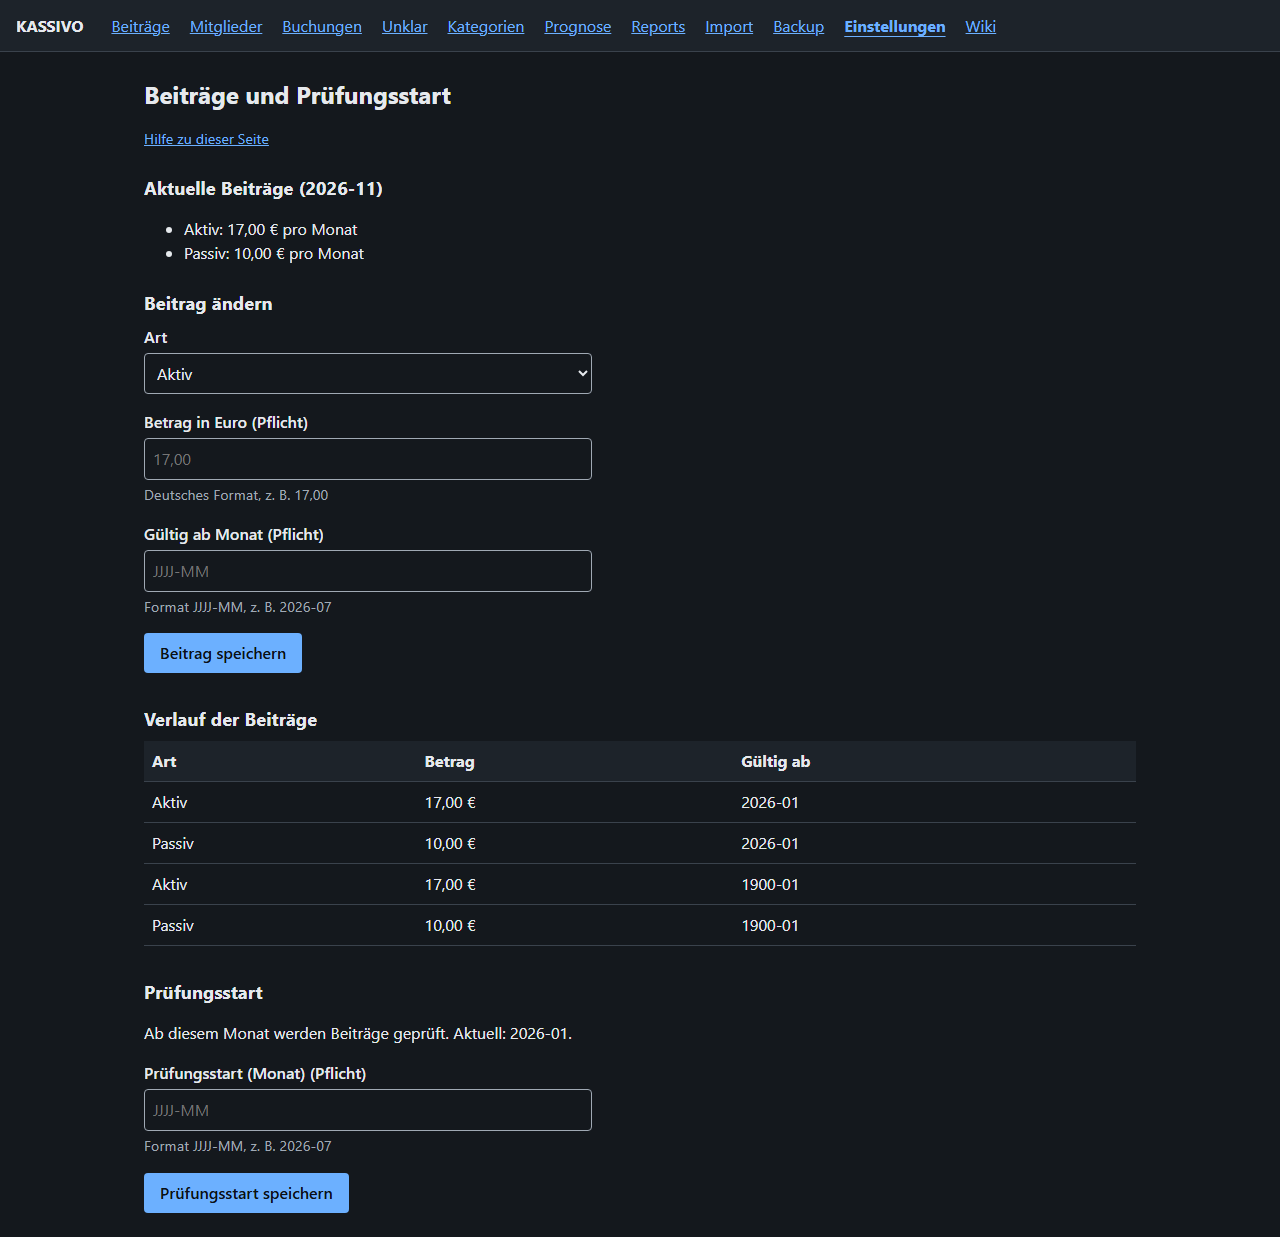 KASSIVO Beiträge Mitglieder Buchungen Unklar Kategorien Prognose Reports Import Backup Einstellungen Wiki
Beiträge und Prüfungsstart
Hilfe zu dieser Seite
Aktuelle Beiträge (2026-11)
• Aktiv: 17,00 € pro Monat
• Passiv: 10,00 € pro Monat
Beitrag ändern
Art
Aktiv
Betrag in Euro (Pflicht)
17,00
Deutsches Format, z. B. 17,00
Gültig ab Monat (Pflicht)
JJJJ-MM
Format JJJJ-MM, z. B. 2026-07
Beitrag speichern
Verlauf der Beiträge
Art Betrag Gültig ab
Aktiv 17,00 € 2026-01
Passiv 10,00 € 2026-01
Aktiv 17,00 € 1900-01
Passiv 10,00 € 1900-01
Prüfungsstart
Ab diesem Monat werden Beiträge geprüft. Aktuell: 2026-01.
Prüfungsstart (Monat) (Pflicht)
JJJJ-MM
Format JJJJ-MM, z. B. 2026-07
Prüfungsstart speichern